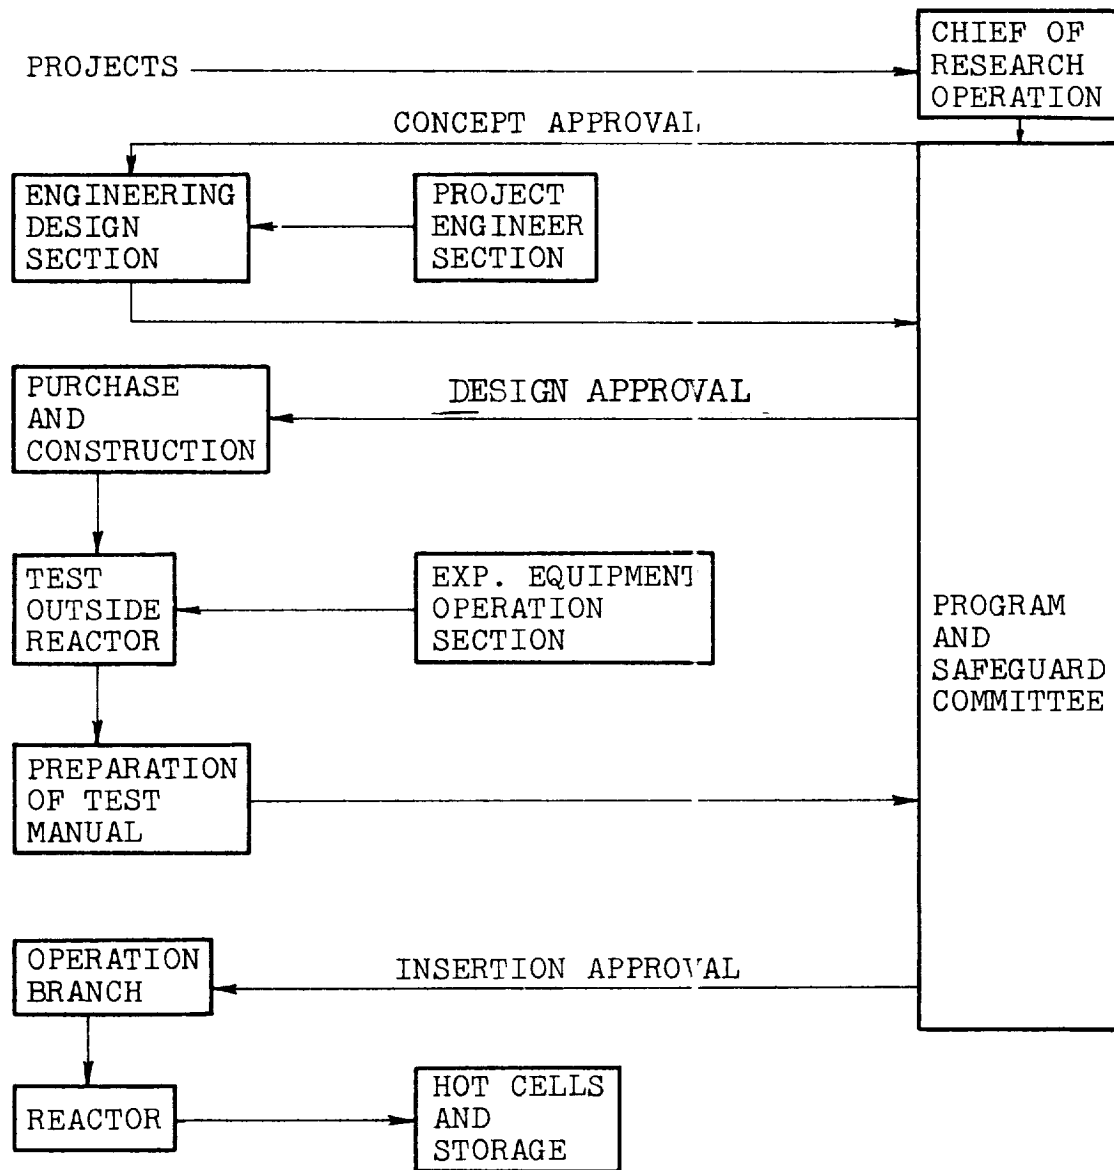 PROJECTS
CHIEF OF
RESEARCH
OPERATION
CONCEPT APPROVAL
ENGINEERING
DESIGN
SECTION
PROJECT
ENGINEER
SECTION
PURCHASE
AND
CONSTRUCTION
DESIGN APPROVAL
TEST
OUTSIDE
REACTOR
EXP. EQUIPMENT
OPERATION
SECTION
PROGRAM
AND
SAFEGUARD
COMMITTEE
PREPARATION
OF TEST
MANUAL
OPERATION
BRANCH
INSERTION APPROVAL
REACTOR
HOT CELLS
AND
STORAGE